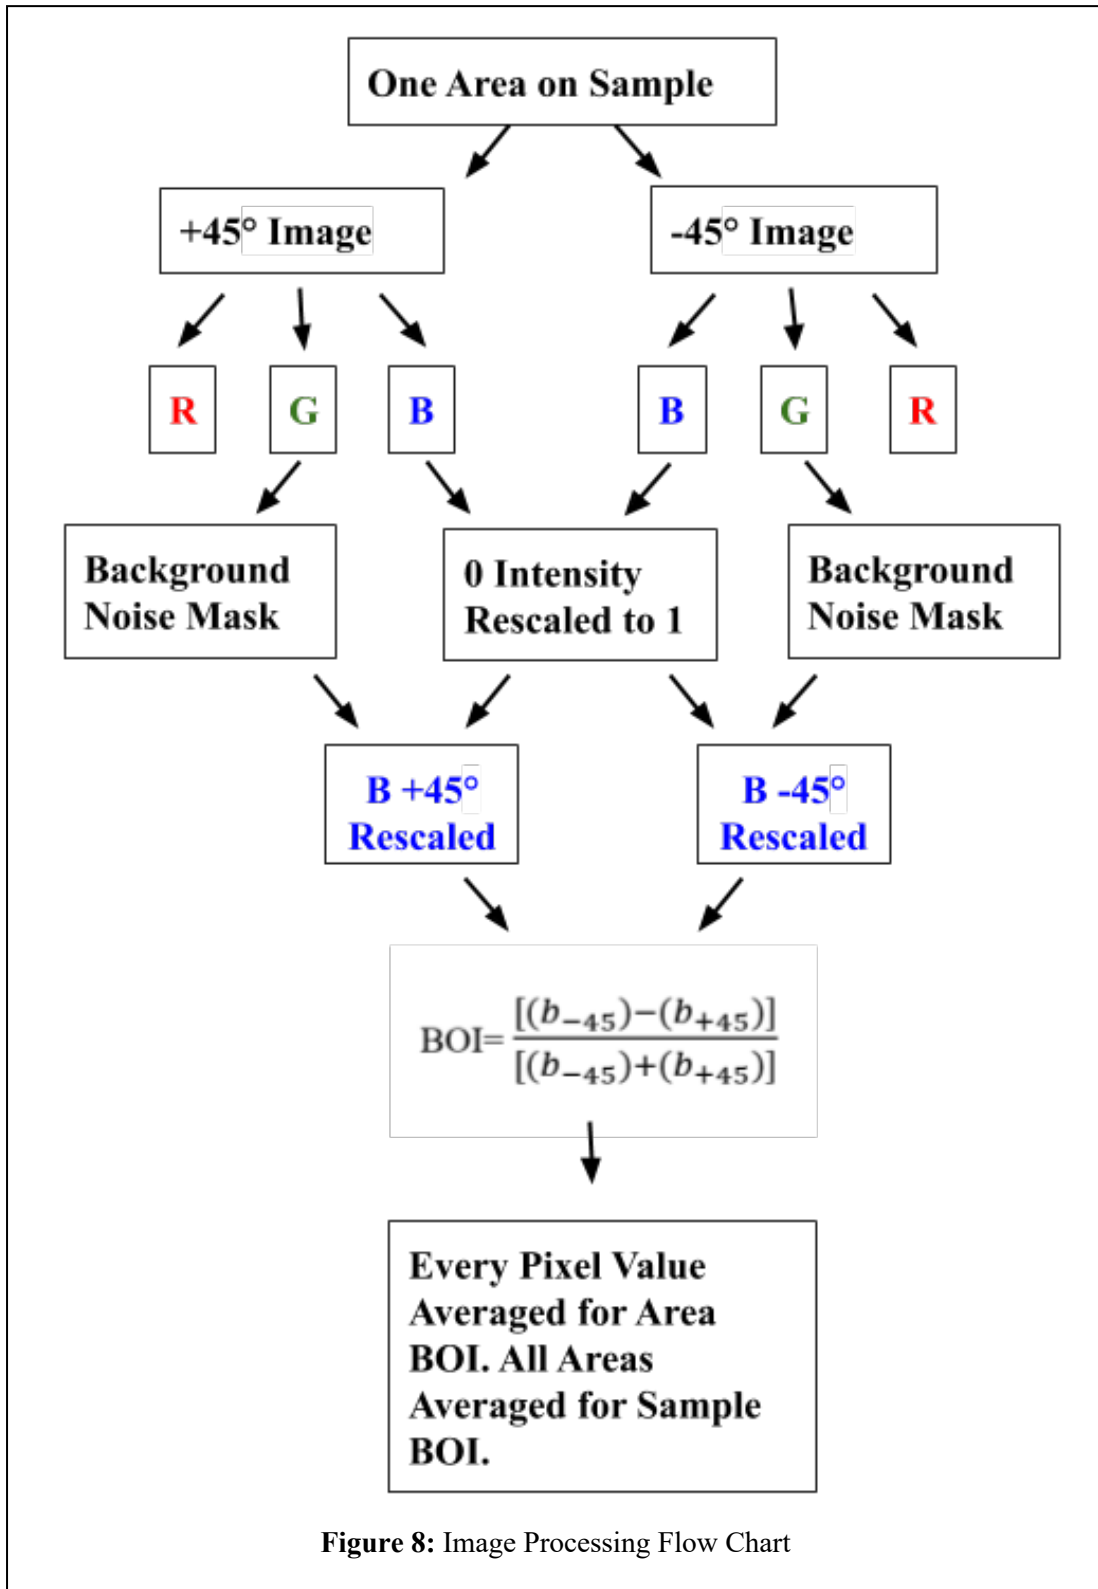 One Area on Sample
+45° Image
-45° Image
R
G
B
B
G
R
Background
Noise Mask
0 Intensity
Rescaled to 1
Background
Noise Mask
B +45°
Rescaled
B -45°
Rescaled
BOI= [(b₋₄₅)−(b₊₄₅)] / [(b₋₄₅)+(b₊₄₅)]
Every Pixel Value
Averaged for Area
BOI. All Areas
Averaged for Sample
BOI.
Figure 8: Image Processing Flow Chart